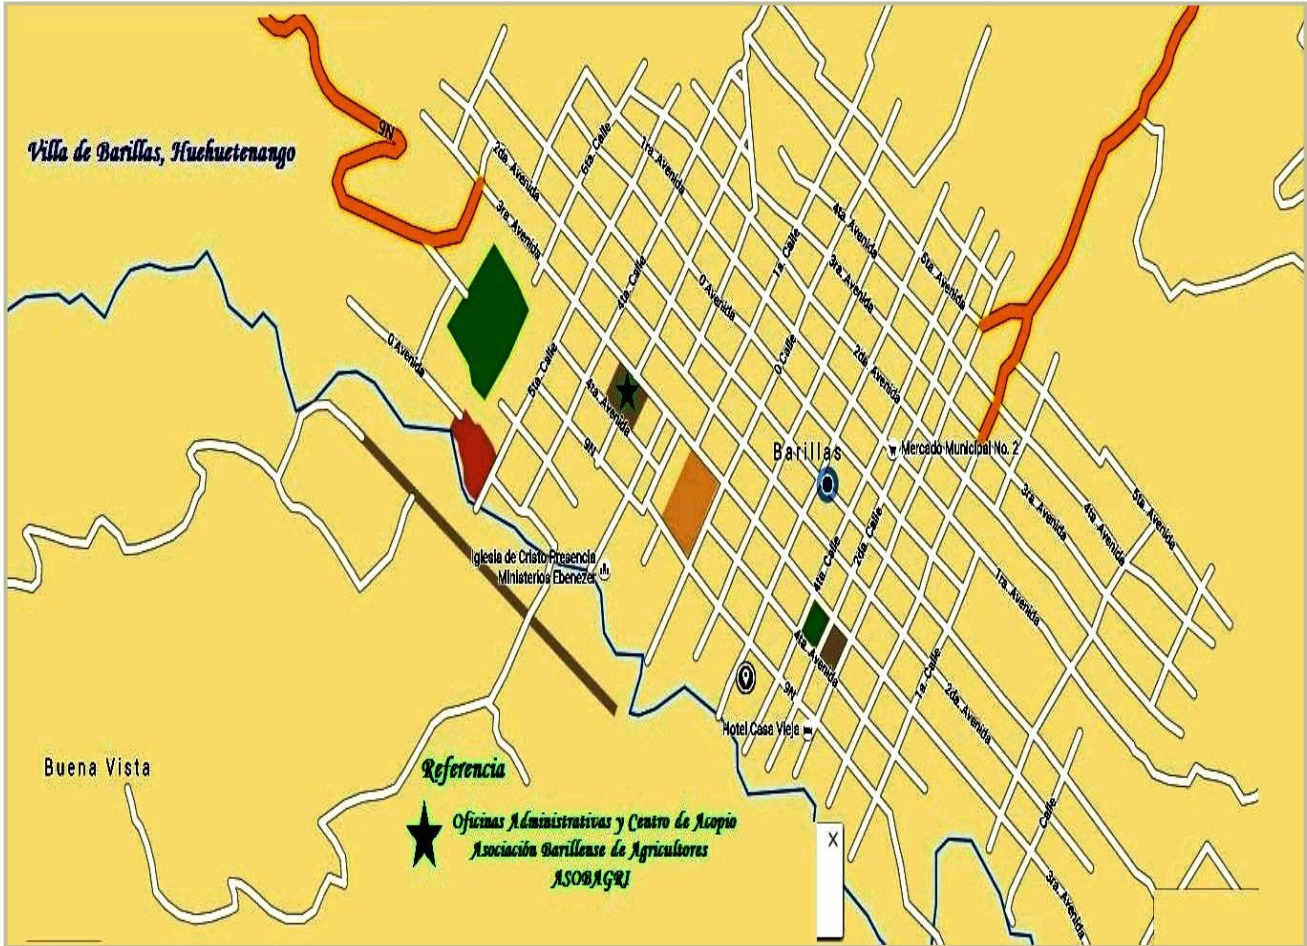 Villa de Barillas, Huehuetenango
9N
2da. Avenida
6ta. Calle
1ra. Avenida
3ra. Avenida
4ta. Avenida
5ta. Avenida
1a. Calle
3ra. Avenida
4ta. Calle
0 Avenida
0 Avenida
5ta. Calle
4ta. Avenida
0 Calle
2da. Avenida
9N
Barillas
Mercado Municipal No. 2
3ra. Avenida
4ta. Avenida
5ta. Avenida
Iglesia de Cristo Presencia
Ministerios Ebenezer
4ta. Calle
2da. Calle
1ra. Avenida
4ta. Avenida
1a. Calle
2da. Avenida
9N
Hotel Casa Vieja
Buena Vista
Calle
3ra. Avenida
Referencia
Oficinas Administrativas y Centro de Acopio
Asociación Barillense de Agricultores
ASOBAGRI
X